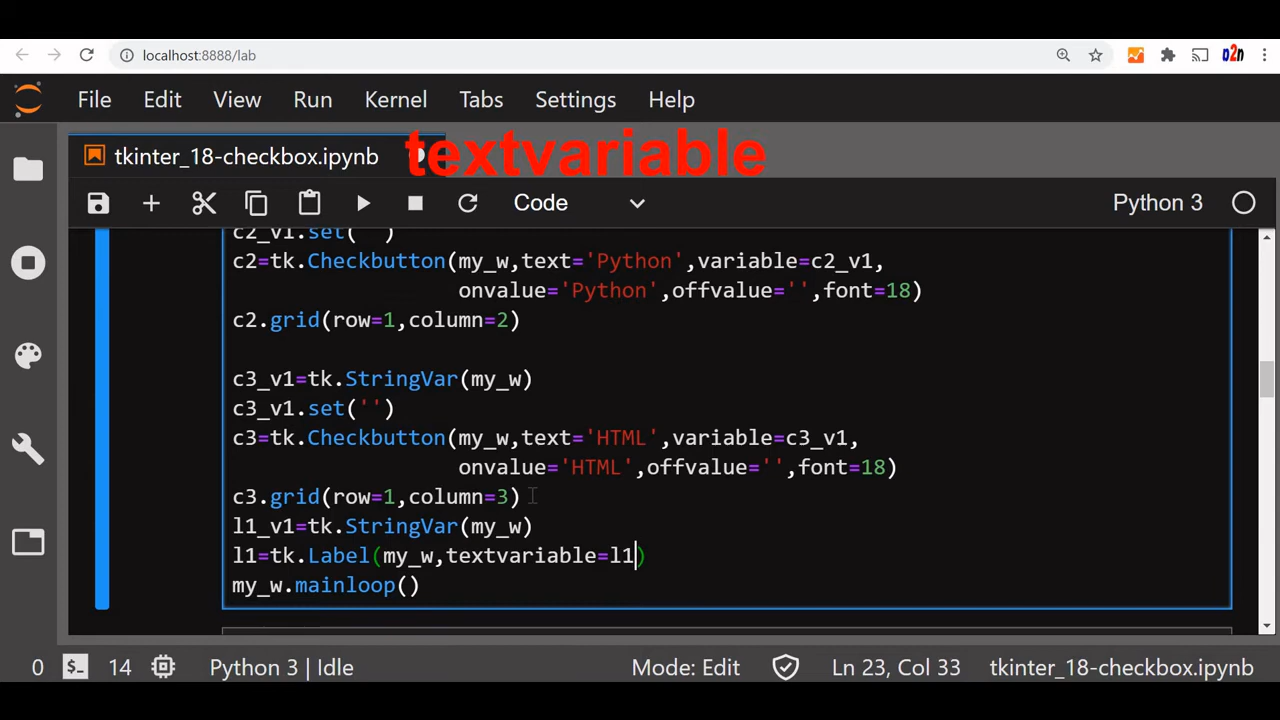 localhost:8888/lab
File Edit View Run Kernel Tabs Settings Help
textvariable
tkinter_18-checkbox.ipynb
Code Python 3
c2_v1.set('')
c2=tk.Checkbutton(my_w,text='Python',variable=c2_v1,
onvalue='Python',offvalue='',font=18)
c2.grid(row=1,column=2)
c3_v1=tk.StringVar(my_w)
c3_v1.set('')
c3=tk.Checkbutton(my_w,text='HTML',variable=c3_v1,
onvalue='HTML',offvalue='',font=18)
c3.grid(row=1,column=3)
l1_v1=tk.StringVar(my_w)
l1=tk.Label(my_w,textvariable=l1)
my_w.mainloop()
0 $_ 14 Python 3 | Idle Mode: Edit Ln 23, Col 33 tkinter_18-checkbox.ipynb